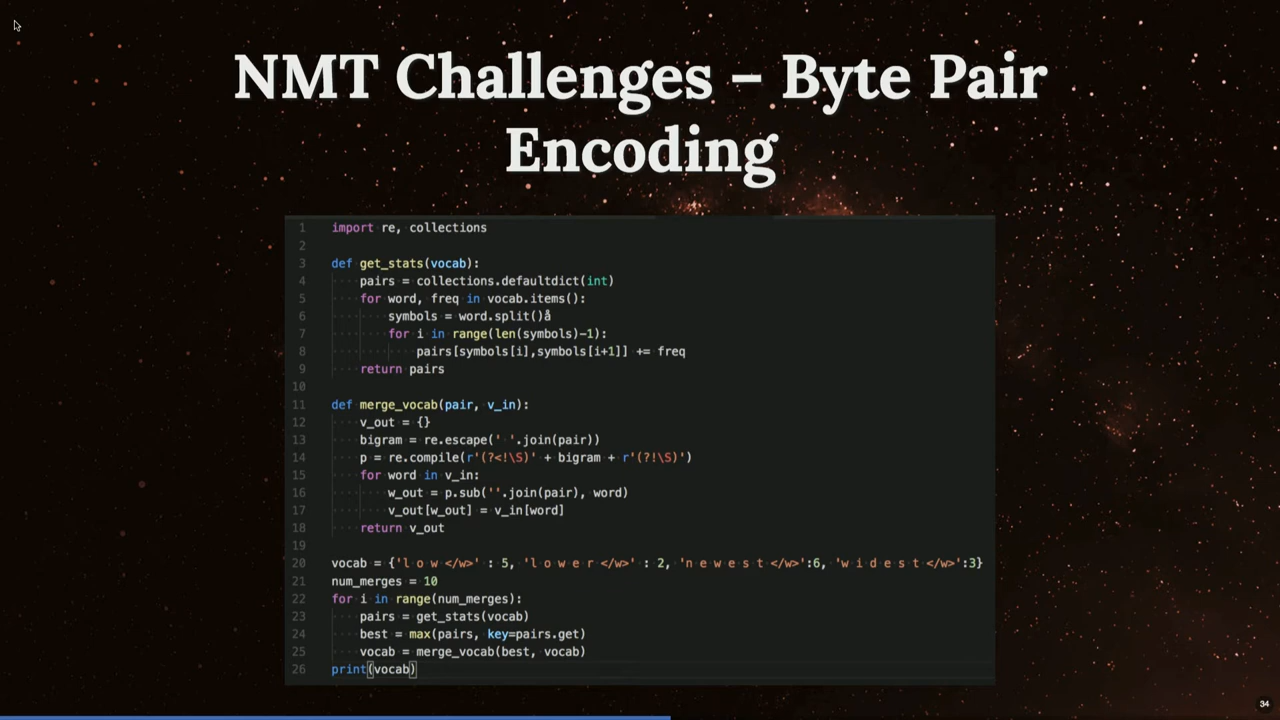 NMT Challenges – Byte Pair
Encoding
1 import re, collections
2
3 def get_stats(vocab):
4     pairs = collections.defaultdict(int)
5     for word, freq in vocab.items():
6         symbols = word.split()å
7         for i in range(len(symbols)-1):
8             pairs[symbols[i],symbols[i+1]] += freq
9     return pairs
10
11 def merge_vocab(pair, v_in):
12     v_out = {}
13     bigram = re.escape(' '.join(pair))
14     p = re.compile(r'(?<!\S)' + bigram + r'(?!\S)')
15     for word in v_in:
16         w_out = p.sub(''.join(pair), word)
17         v_out[w_out] = v_in[word]
18     return v_out
19
20 vocab = {'l o w </w>' : 5, 'l o w e r </w>' : 2, 'n e w e s t </w>':6, 'w i d e s t </w>':3}
21 num_merges = 10
22 for i in range(num_merges):
23     pairs = get_stats(vocab)
24     best = max(pairs, key=pairs.get)
25     vocab = merge_vocab(best, vocab)
26 print(vocab)
34